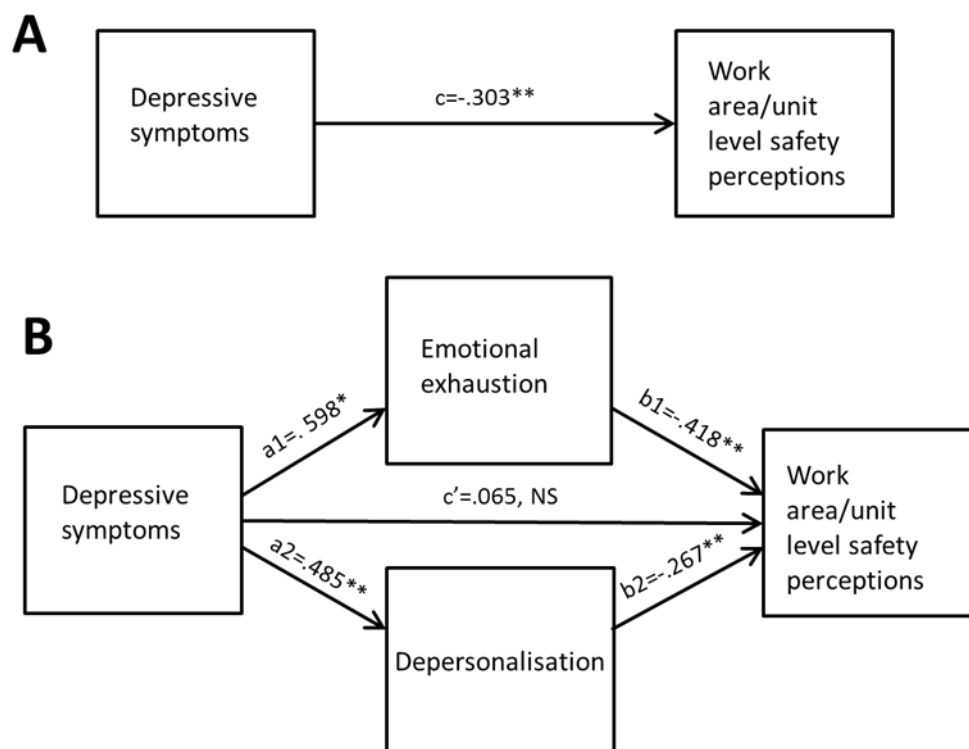 A
Depressive
symptoms
c=-.303**
Work
area/unit
level safety
perceptions
B
Emotional
exhaustion
a1=. 598*
b1=-.418**
Depressive
symptoms
c’=.065, NS
Work
area/unit
level safety
perceptions
a2=.485**
b2=-.267**
Depersonalisation